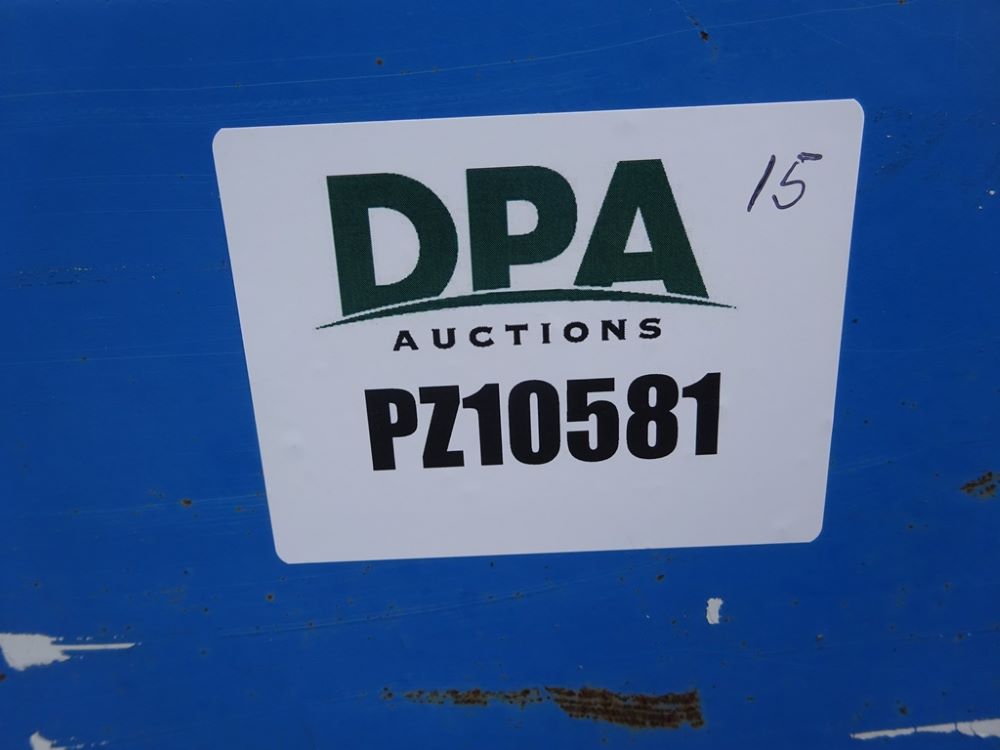 15
DPA
AUCTIONS
PZ10581